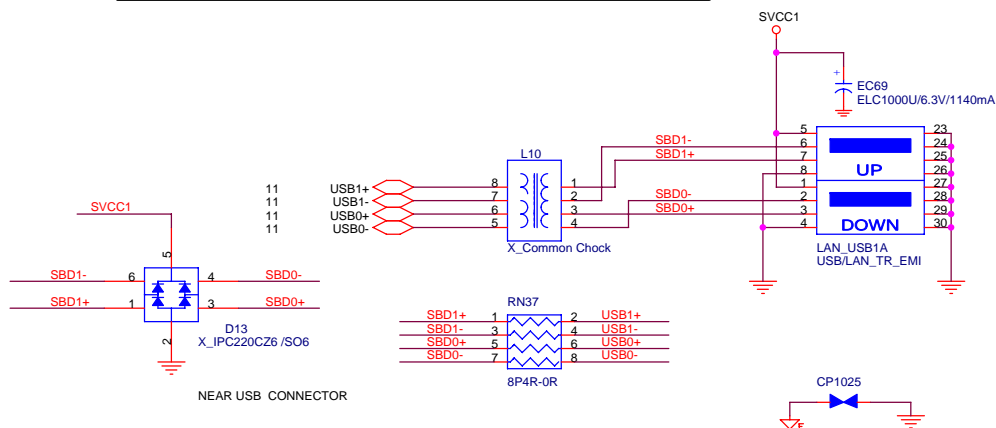 SVCC1
+
EC69
ELC1000U/6.3V/1140mA
5 23
SBD1- 6 24
L10 SBD1+ 7 25
8 UP 26
11 USB1+ 8 1 1 27
11 USB1- 7 2 SBD0- 2 28
11 USB0+ 6 3 SBD0+ 3 29
11 USB0- 5 4 4 DOWN 30
X_Common Chock
LAN_USB1A
USB/LAN_TR_EMI
SVCC1
5
SBD1- 6 4 SBD0-
SBD1+ 1 3 SBD0+
2
D13
X_IPC220CZ6 /SO6
NEAR USB CONNECTOR
RN37
SBD1+ 1 2 USB1+
SBD1- 3 4 USB1-
SBD0+ 5 6 USB0+
SBD0- 7 8 USB0-
8P4R-0R
CP1025